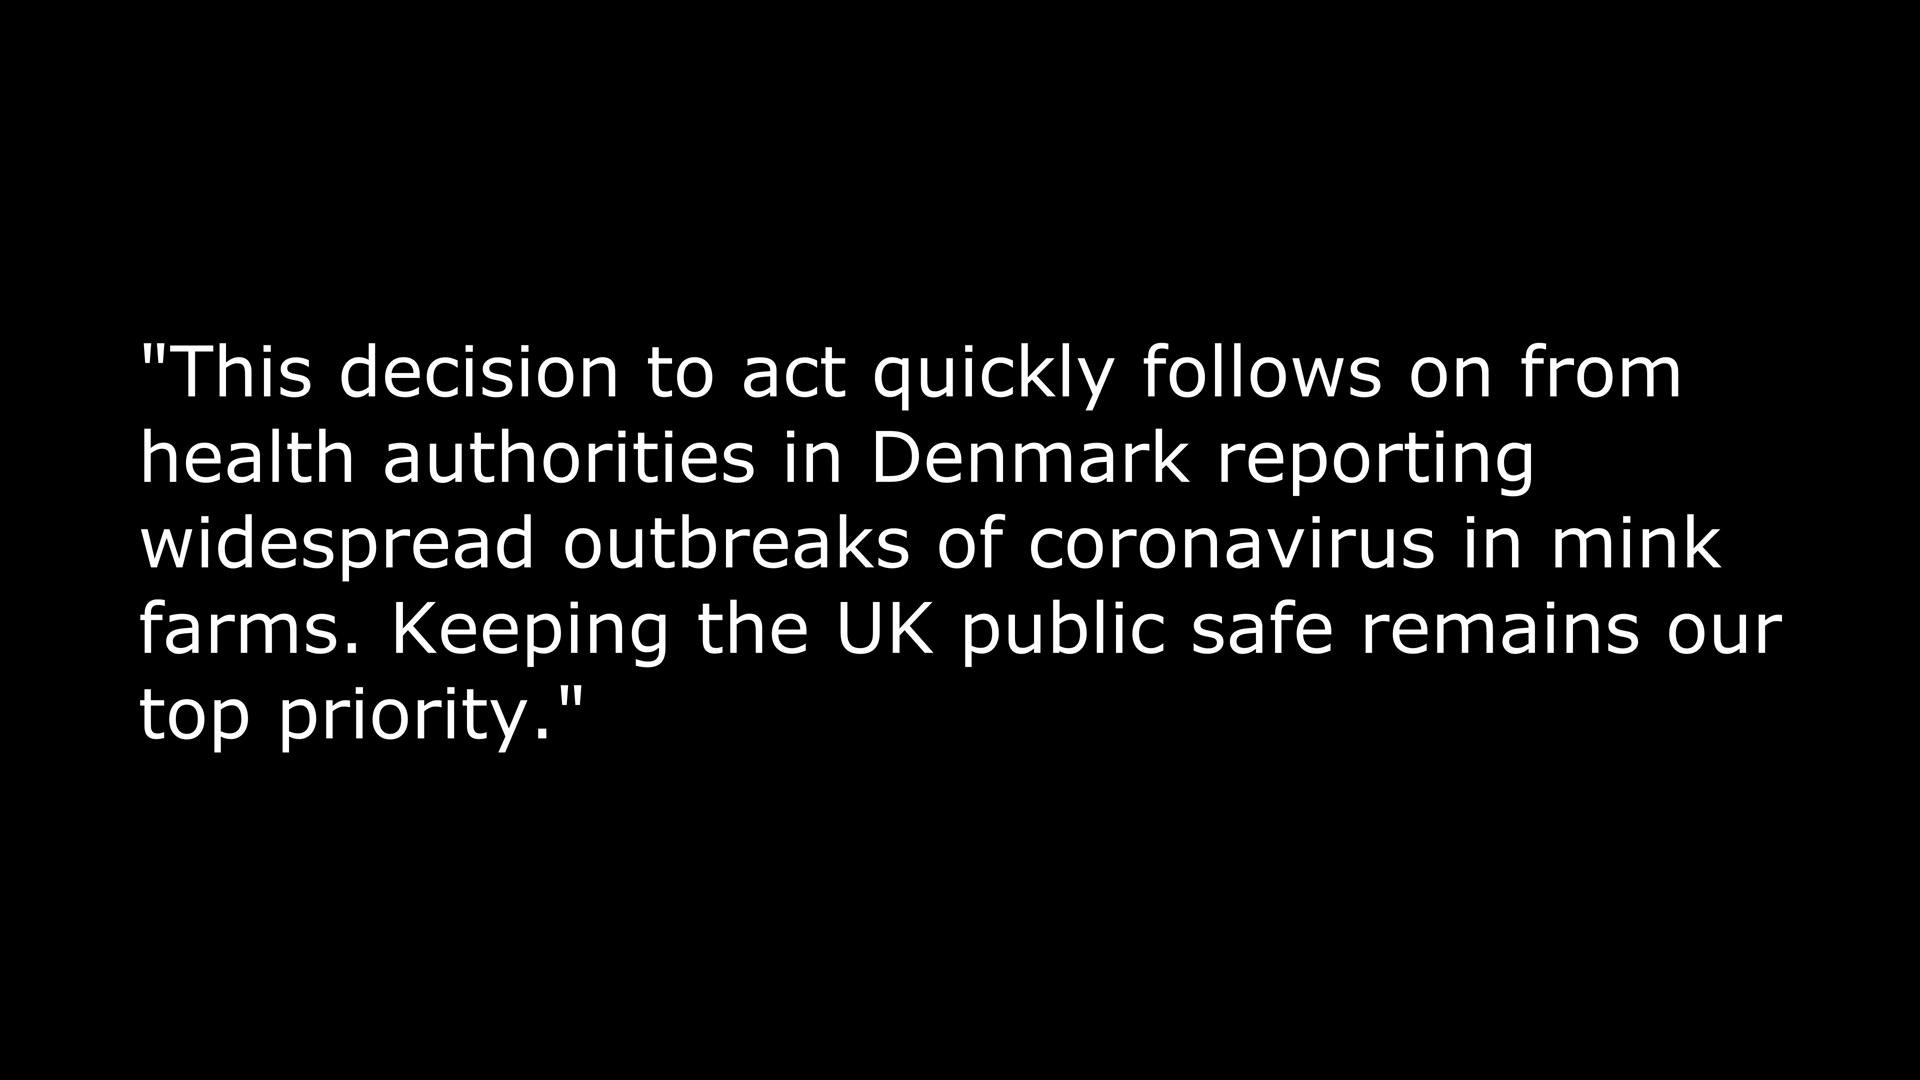 "This decision to act quickly follows on from
health authorities in Denmark reporting
widespread outbreaks of coronavirus in mink
farms. Keeping the UK public safe remains our
top priority."